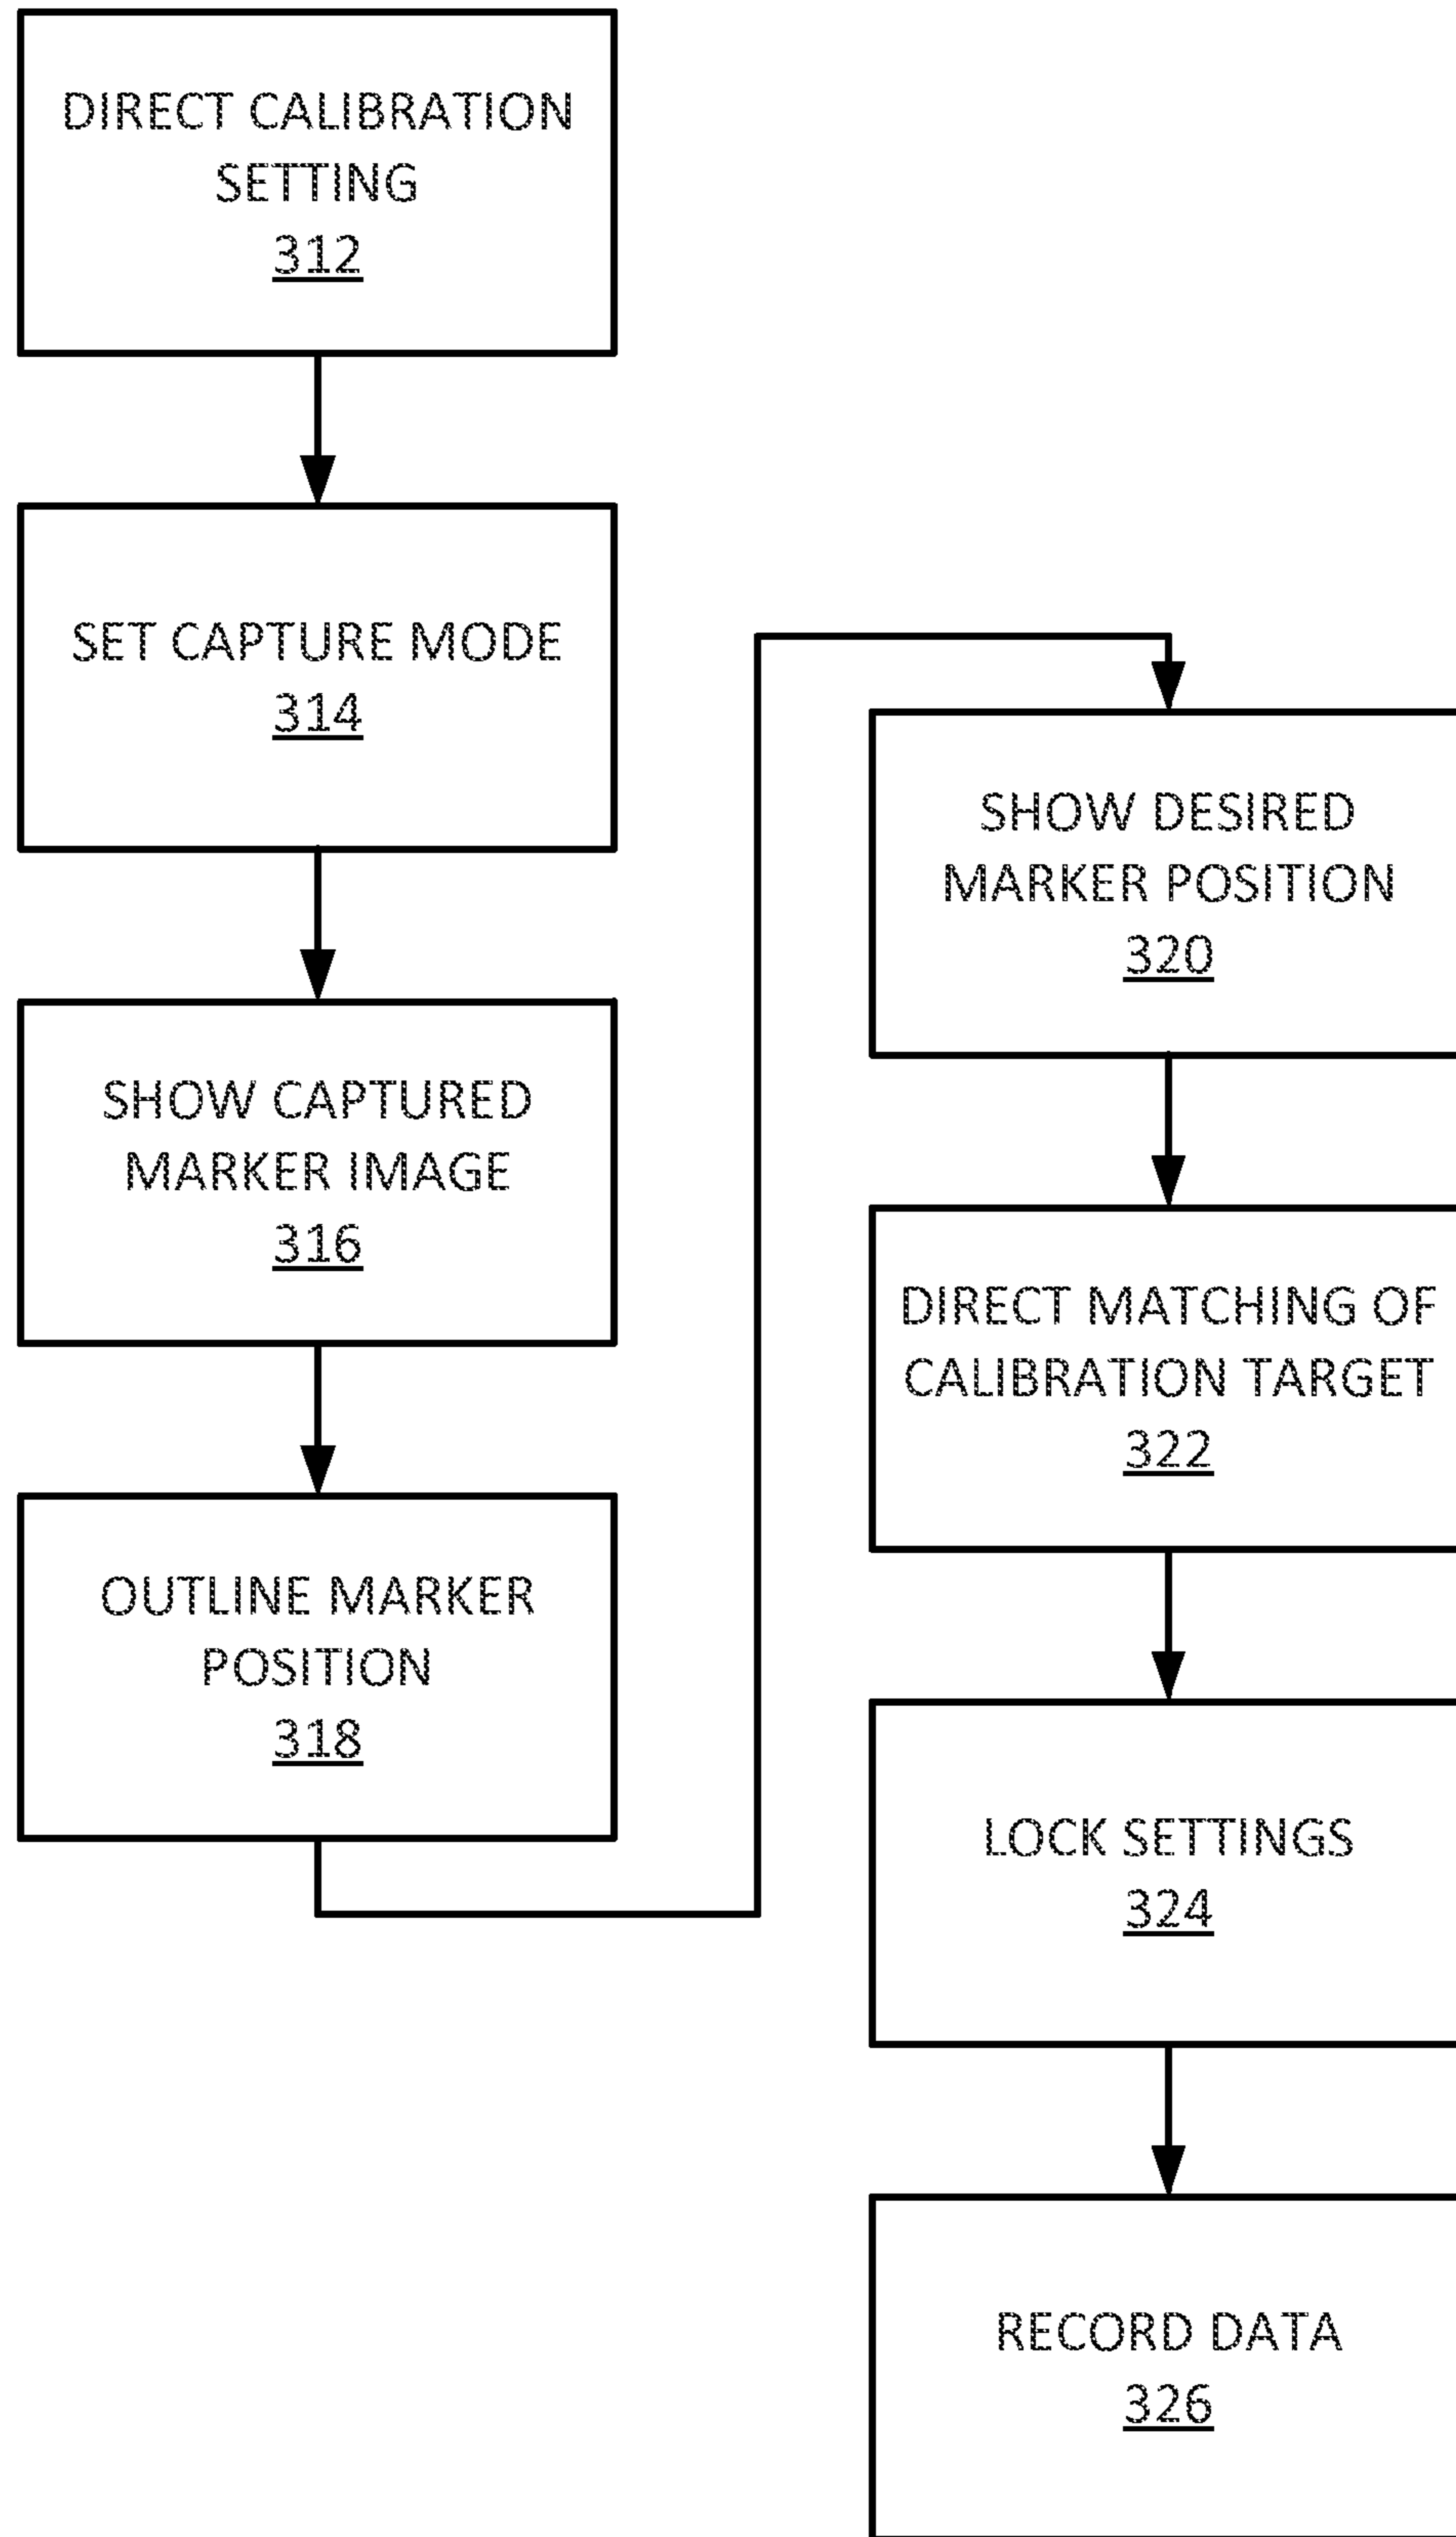 DIRECT CALIBRATION
SETTING
312
SET CAPTURE MODE
314
SHOW CAPTURED
MARKER IMAGE
316
OUTLINE MARKER
POSITION
318
SHOW DESIRED
MARKER POSITION
320
DIRECT MATCHING OF
CALIBRATION TARGET
322
LOCK SETTINGS
324
RECORD DATA
326